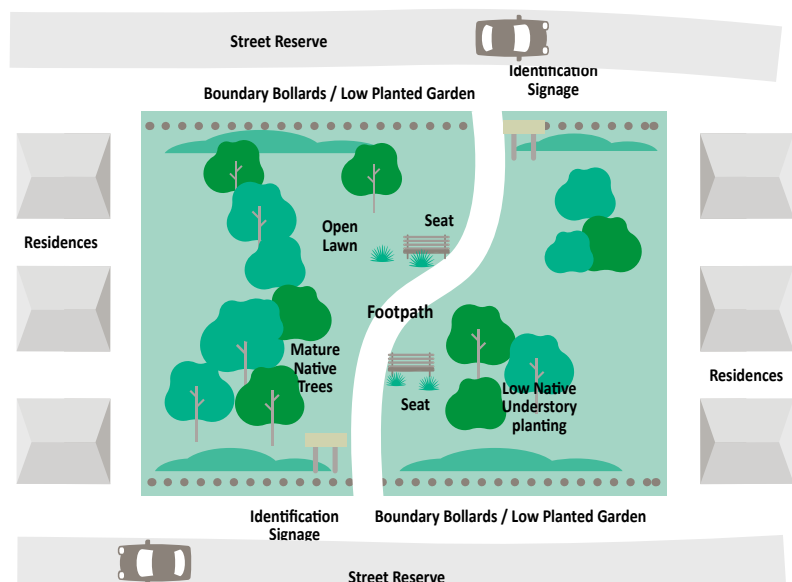 Street Reserve
Identification
Signage
Boundary Bollards / Low Planted Garden
Open
Lawn
Seat
Residences
Footpath
Mature
Native
Trees
Residences
Low Native
Understory
planting
Seat
Identification
Signage
Boundary Bollards / Low Planted Garden
Street Reserve